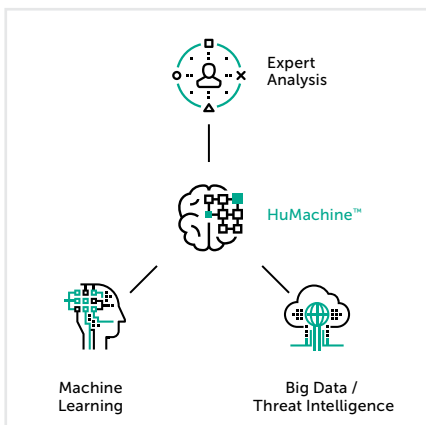 Expert
Analysis
HuMachine™
Machine
Learning
Big Data /
Threat Intelligence